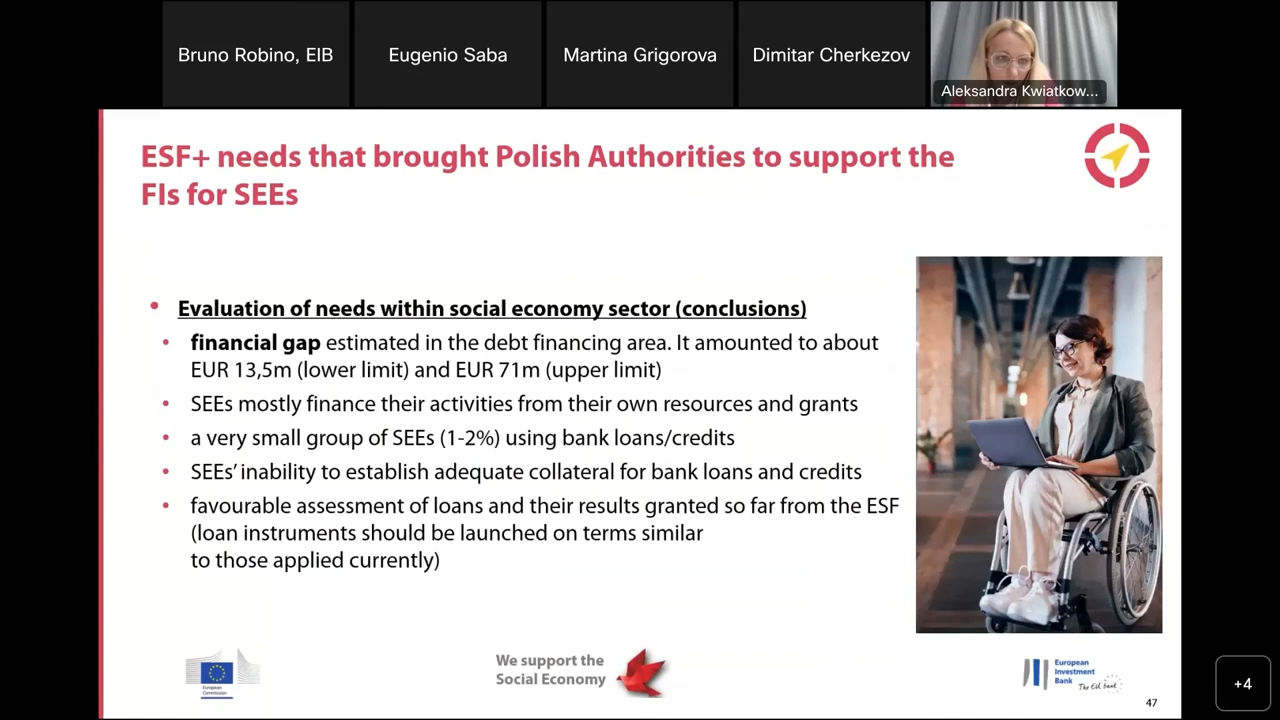 Bruno Robino, EIB
Eugenio Saba
Martina Grigorova
Dimitar Cherkezov
Aleksandra Kwiatkow...
ESF+ needs that brought Polish Authorities to support the
FIs for SEEs
• Evaluation of needs within social economy sector (conclusions)
• financial gap estimated in the debt financing area. It amounted to about
EUR 13,5m (lower limit) and EUR 71m (upper limit)
• SEEs mostly finance their activities from their own resources and grants
• a very small group of SEEs (1-2%) using bank loans/credits
• SEEs' inability to establish adequate collateral for bank loans and credits
• favourable assessment of loans and their results granted so far from the ESF
(loan instruments should be launched on terms similar
to those applied currently)
European
Commission
We support the
Social Economy
European
Investment
Bank
The EU bank
47
+4